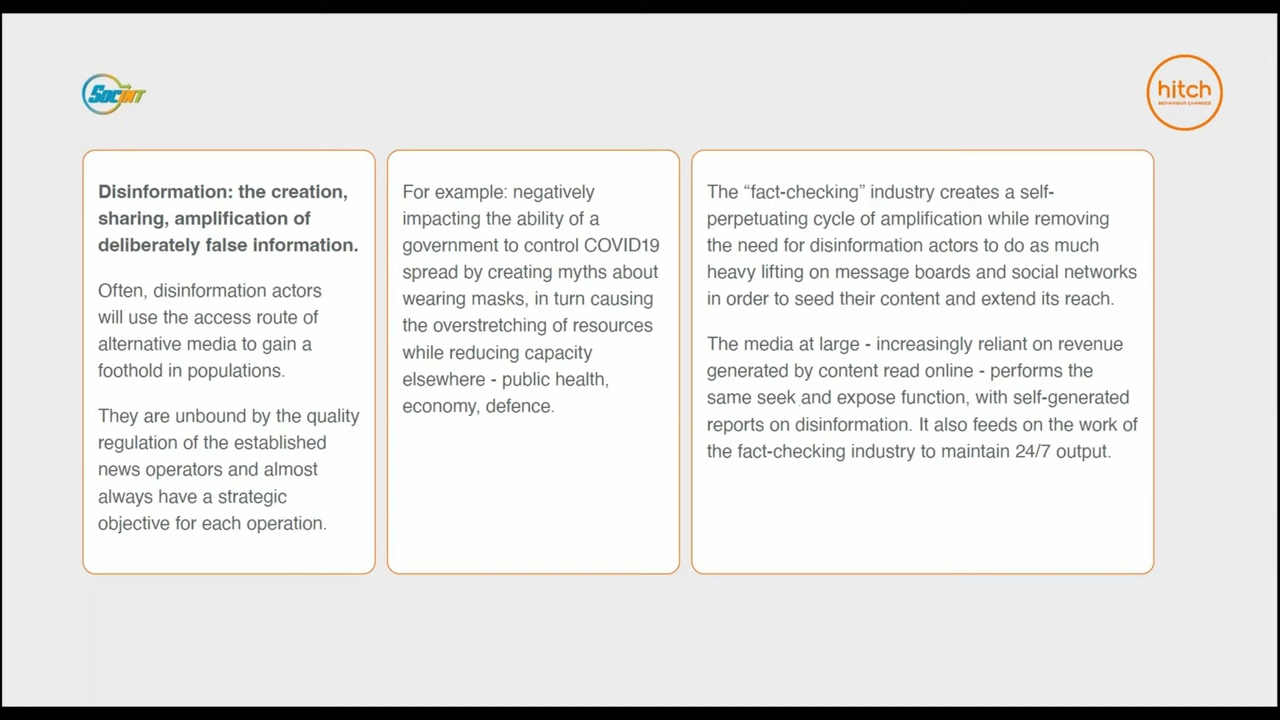 SOCINT
hitch
BEHAVIOUR CHANGED
Disinformation: the creation,
sharing, amplification of
deliberately false information.
Often, disinformation actors
will use the access route of
alternative media to gain a
foothold in populations.
They are unbound by the quality
regulation of the established
news operators and almost
always have a strategic
objective for each operation.
For example: negatively
impacting the ability of a
government to control COVID19
spread by creating myths about
wearing masks, in turn causing
the overstretching of resources
while reducing capacity
elsewhere - public health,
economy, defence.
The “fact-checking” industry creates a self-
perpetuating cycle of amplification while removing
the need for disinformation actors to do as much
heavy lifting on message boards and social networks
in order to seed their content and extend its reach.
The media at large - increasingly reliant on revenue
generated by content read online - performs the
same seek and expose function, with self-generated
reports on disinformation. It also feeds on the work of
the fact-checking industry to maintain 24/7 output.